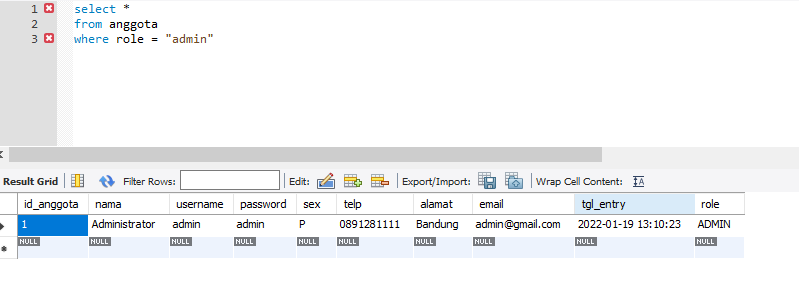 1 select *
2 from anggota
3 where role = "admin"
Result Grid Filter Rows: Edit: Export/Import: Wrap Cell Content: IA
id_anggota nama username password sex telp alamat email tgl_entry role
1 Administrator admin admin P 0891281111 Bandung admin@gmail.com 2022-01-19 13:10:23 ADMIN
NULL NULL NULL NULL NULL NULL NULL NULL NULL NULL